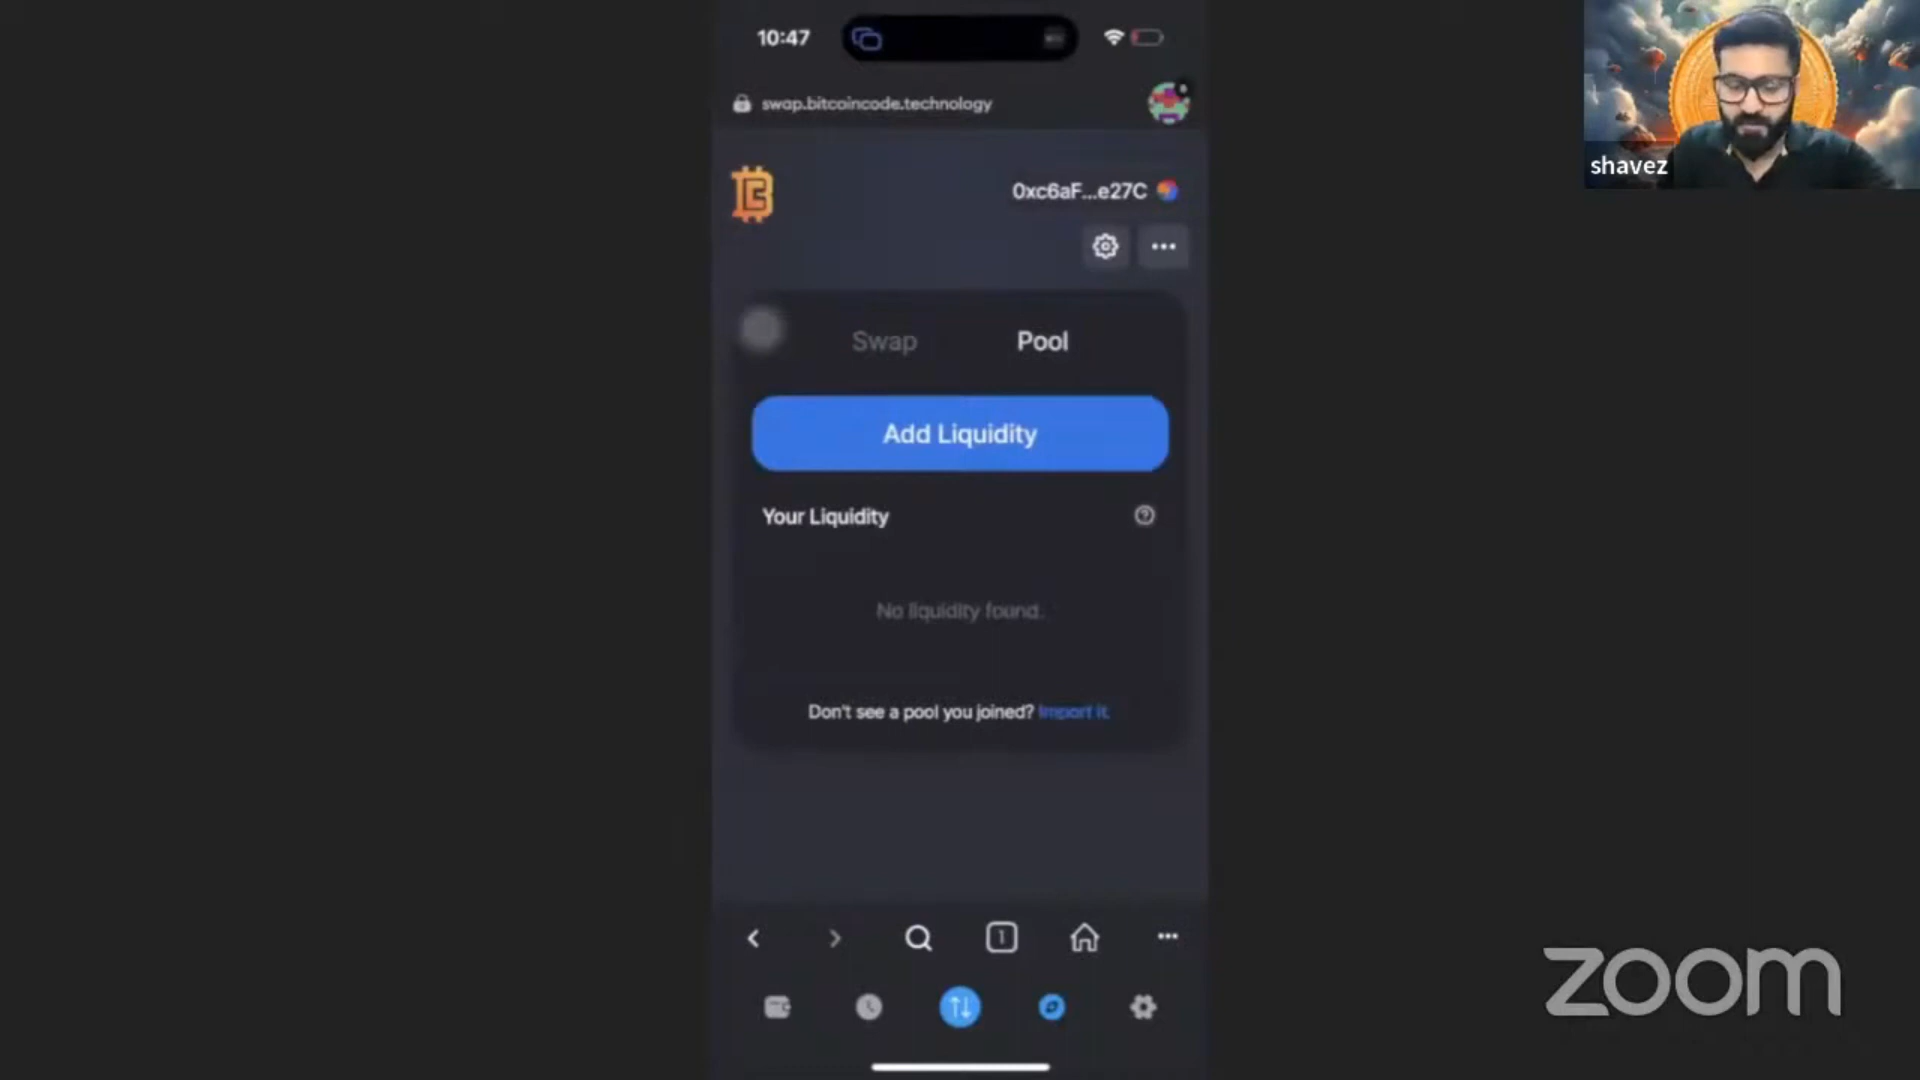 10:47
swap.bitcoincode.technology
shavez
0xc6aF...e27C
Swap
Pool
Add Liquidity
Your Liquidity
No liquidity found.
Don't see a pool you joined? Import it.
1
zoom